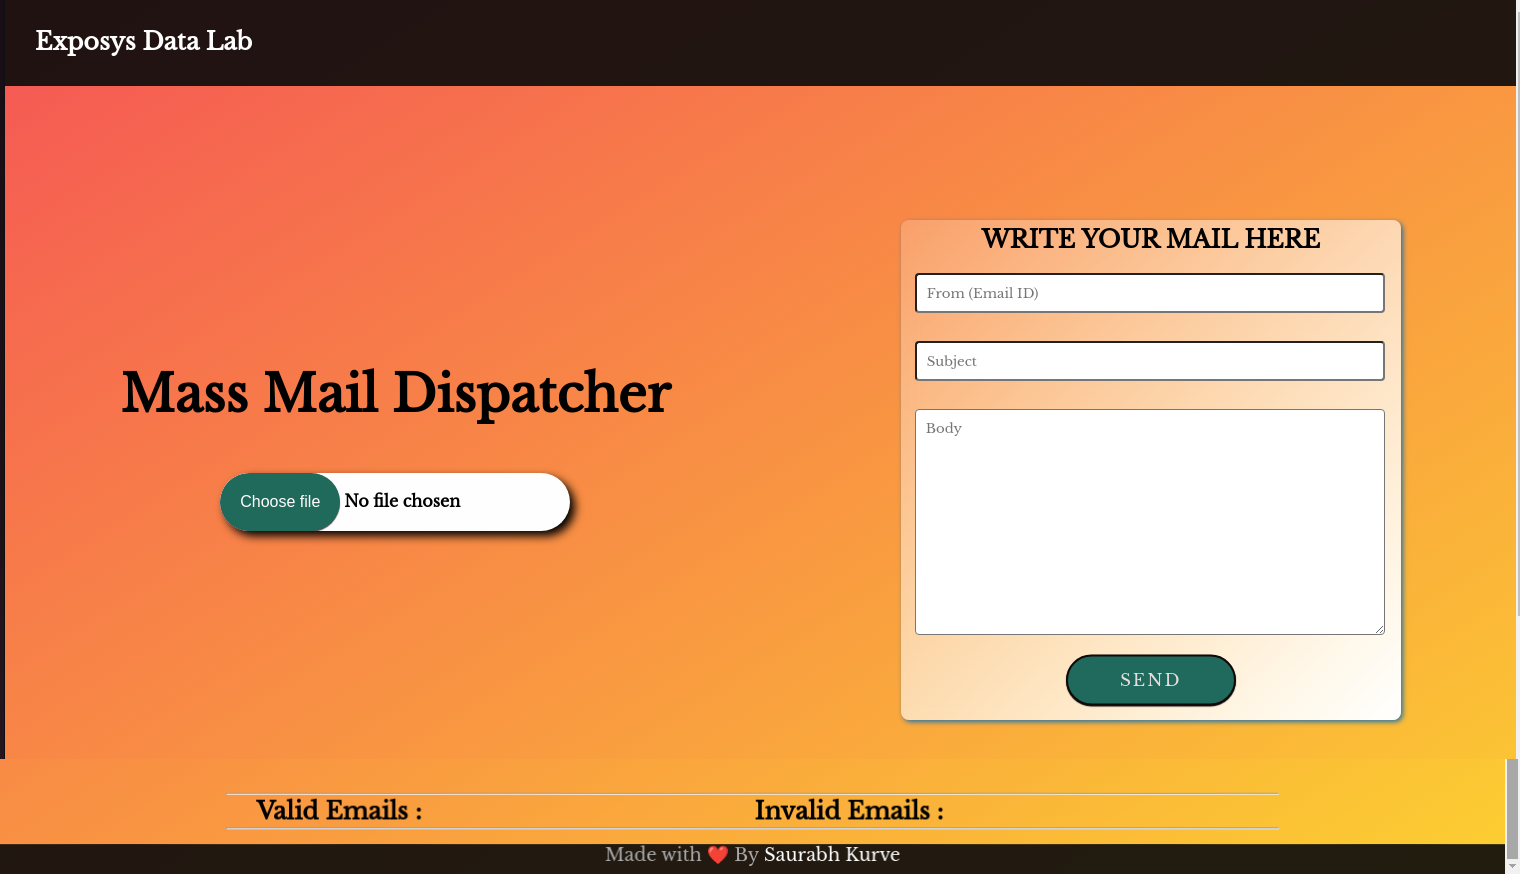 Exposys Data Lab
WRITE YOUR MAIL HERE
From (Email ID)
Subject
Body
SEND
Mass Mail Dispatcher
Choose file No file chosen
Valid Emails : Invalid Emails :
Made with ❤️ By Saurabh Kurve